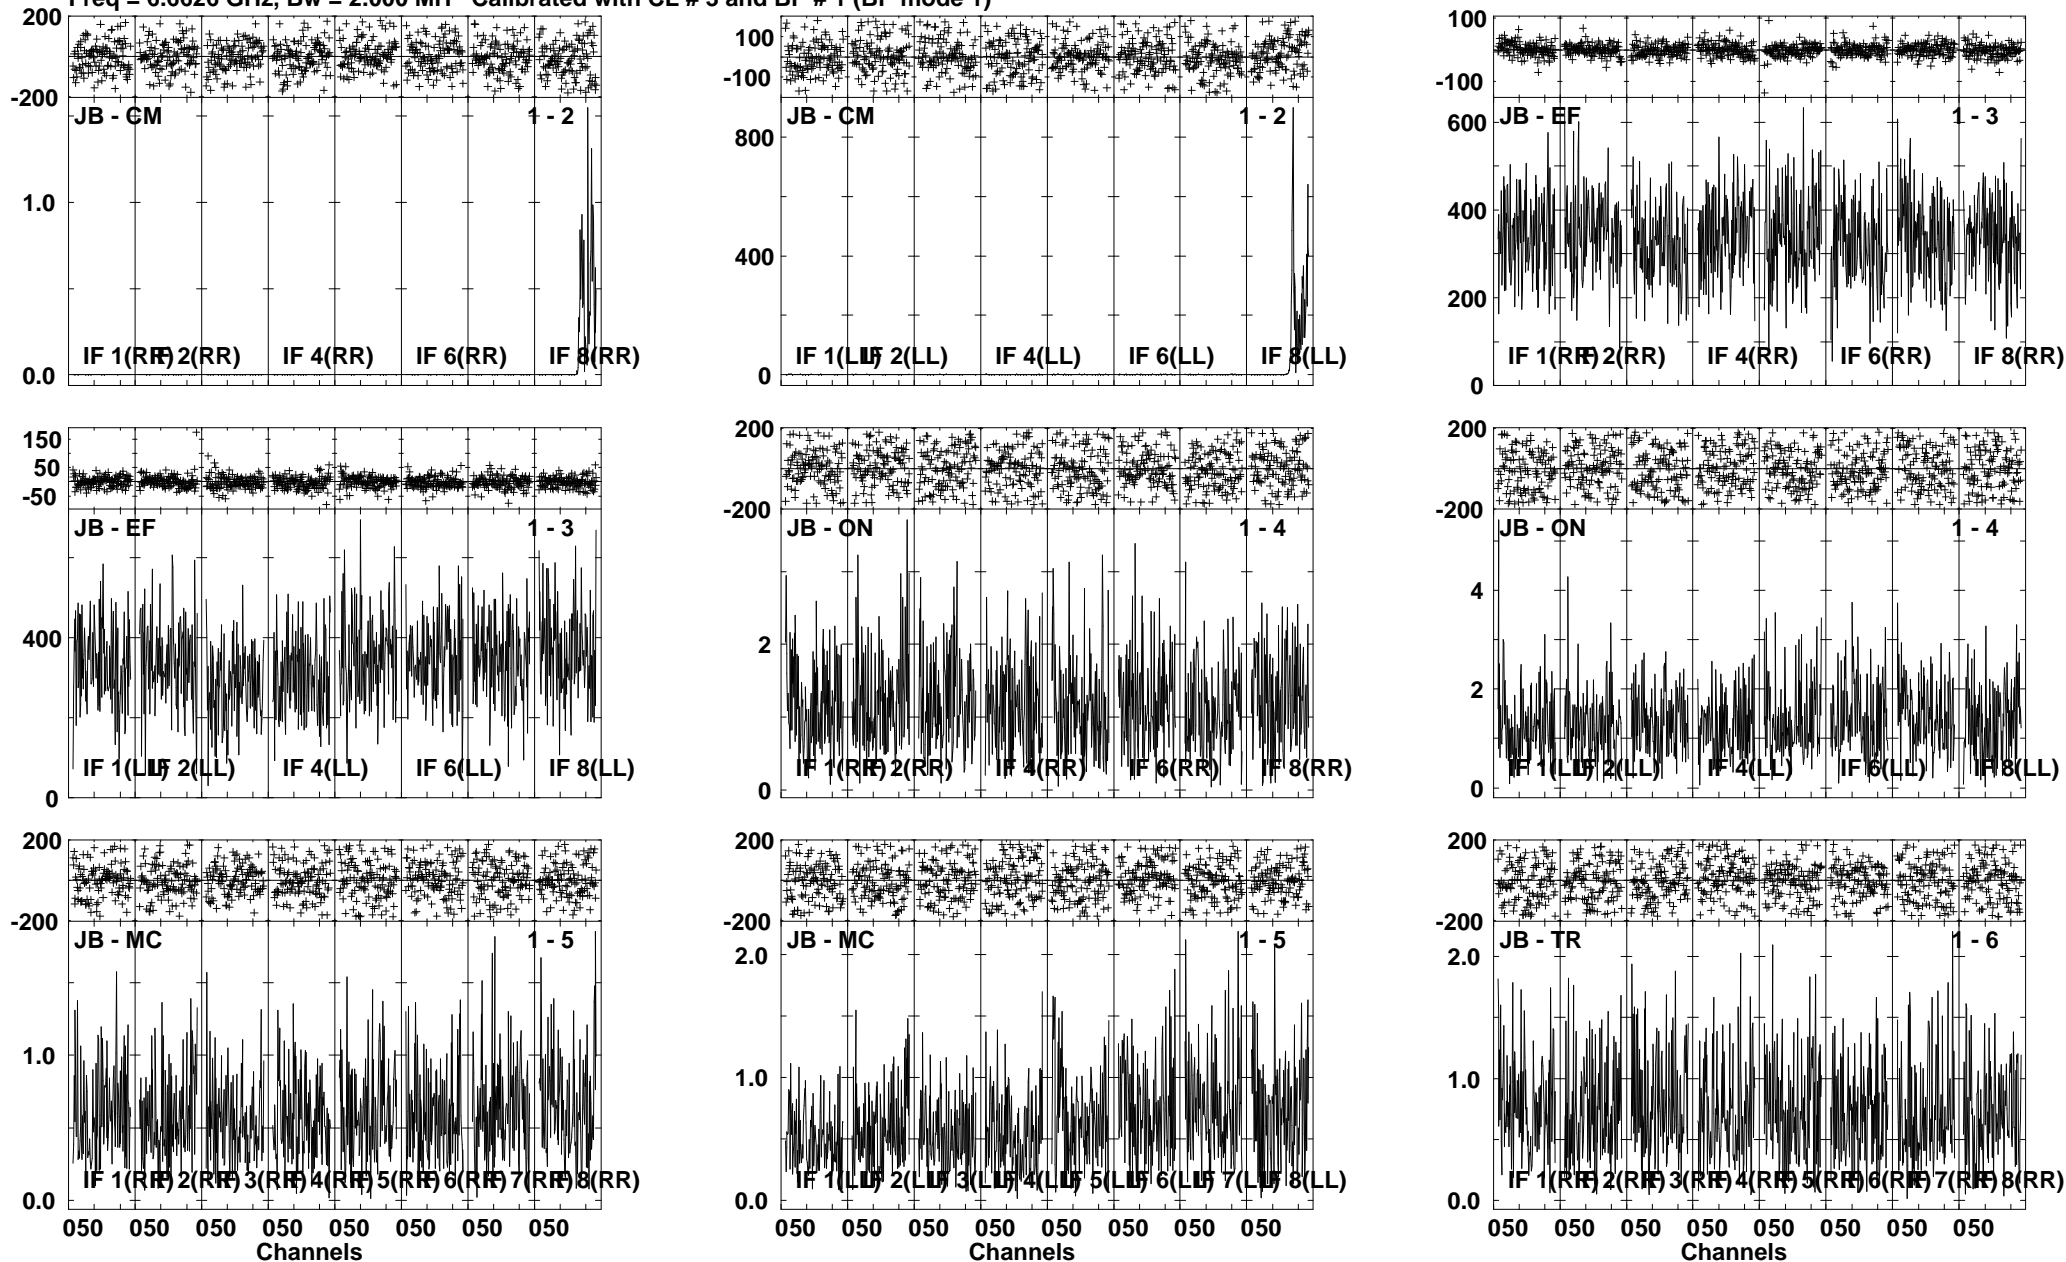 Calibrated with CL # 3 and BP # 1 (BP mode 1)
200
-200
JB - CM
1 - 2
1.0
0.0
IF 1(RR)
IF 2(RR)
IF 4(RR)
IF 6(RR)
IF 8(RR)
100
-100
JB - CM
1 - 2
800
400
0
IF 1(LL)
IF 2(LL)
IF 4(LL)
IF 6(LL)
IF 8(LL)
100
-100
JB - EF
1 - 3
600
400
200
0
IF 1(RR)
IF 2(RR)
IF 4(RR)
IF 6(RR)
IF 8(RR)
150
50
-50
JB - EF
1 - 3
400
0
IF 1(LL)
IF 2(LL)
IF 4(LL)
IF 6(LL)
IF 8(LL)
200
-200
JB - ON
1 - 4
2
0
IF 1(RR)
IF 2(RR)
IF 4(RR)
IF 6(RR)
IF 8(RR)
200
-200
JB - ON
1 - 4
4
2
0
IF 1(LL)
IF 2(LL)
IF 4(LL)
IF 6(LL)
IF 8(LL)
200
-200
JB - MC
1 - 5
1.0
0.0
IF 1(RR)
IF 2(RR)
IF 3(RR)
IF 4(RR)
IF 5(RR)
IF 6(RR)
IF 7(RR)
IF 8(RR)
050 050 050 050 050 050 050 050
Channels
200
-200
JB - MC
1 - 5
2.0
1.0
0.0
IF 1(LL)
IF 2(LL)
IF 3(LL)
IF 4(LL)
IF 5(LL)
IF 6(LL)
IF 7(LL)
IF 8(LL)
050 050 050 050 050 050 050 050
Channels
200
-200
JB - TR
1 - 6
2.0
1.0
0.0
IF 1(RR)
IF 2(RR)
IF 3(RR)
IF 4(RR)
IF 5(RR)
IF 6(RR)
IF 7(RR)
IF 8(RR)
050 050 050 050 050 050 050 050
Channels